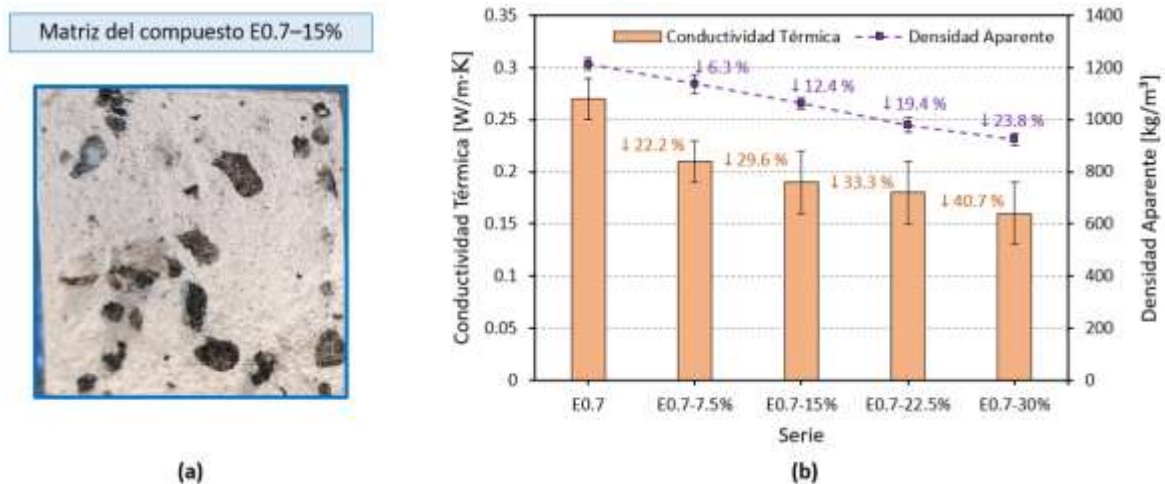 Matriz del compuesto E0.7–15%
(a)
Conductividad Térmica Densidad Aparente
Conductividad Térmica [W/m·K]
0.35
0.3
0.25
0.2
0.15
0.1
0.05
0
↓ 6.3 %
↓ 12.4 %
↓ 19.4 %
↓ 23.8 %
↓ 22.2 %
↓ 29.6 %
↓ 33.3 %
↓ 40.7 %
1400
1200
1000
800
600
400
200
0
Densidad Aparente [kg/m³]
E0.7 E0.7-7.5% E0.7-15% E0.7-22.5% E0.7-30%
Serie
(b)